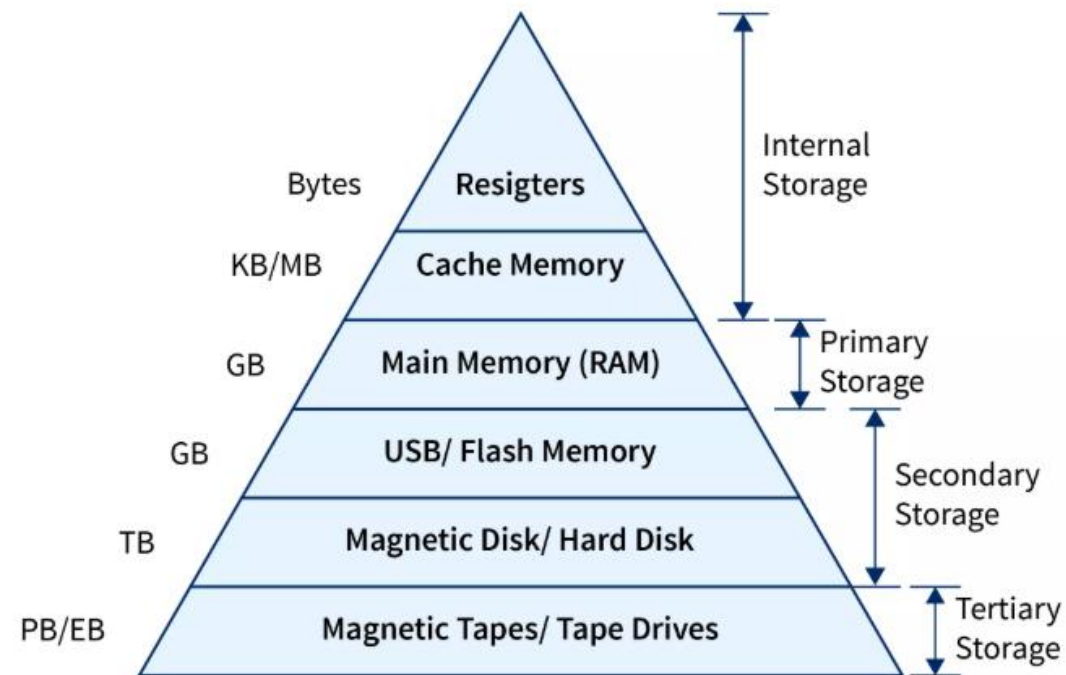 Internal
Storage
Bytes
Resigters
KB/MB
Cache Memory
GB
Main Memory (RAM)
Primary
Storage
GB
USB/ Flash Memory
Secondary
Storage
TB
Magnetic Disk/ Hard Disk
PB/EB
Magnetic Tapes/ Tape Drives
Tertiary
Storage